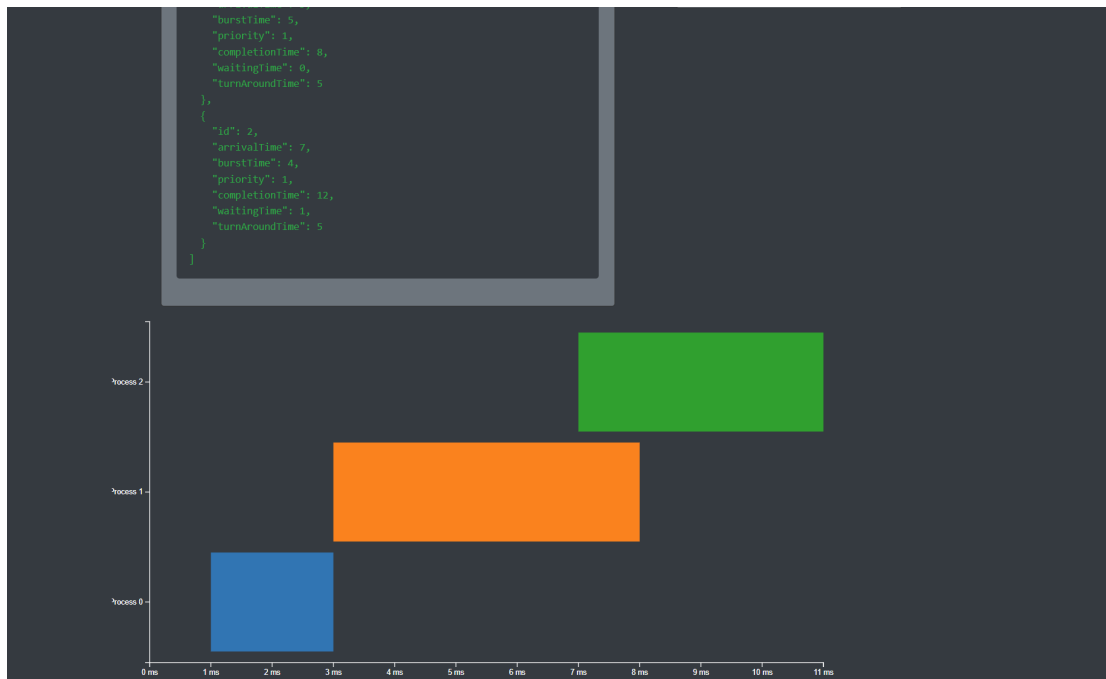 "burstTime": 5,
"priority": 1,
"completionTime": 8,
"waitingTime": 0,
"turnAroundTime": 5
},
{
"id": 2,
"arrivalTime": 7,
"burstTime": 4,
"priority": 1,
"completionTime": 12,
"waitingTime": 1,
"turnAroundTime": 5
}
]
Process 2
Process 1
Process 0
0 ms 1 ms 2 ms 3 ms 4 ms 5 ms 6 ms 7 ms 8 ms 9 ms 10 ms 11 ms